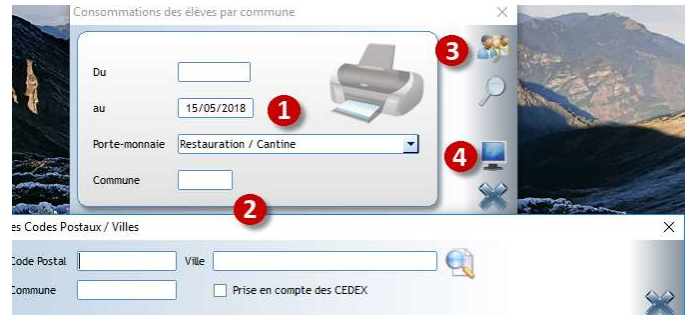 Consommations des élèves par commune
3
Du
au 15/05/2018 1
Porte-monnaie Restauration / Cantine
4
Commune
2
es Codes Postaux / Villes
Code Postal Ville
Commune Prise en compte des CEDEX